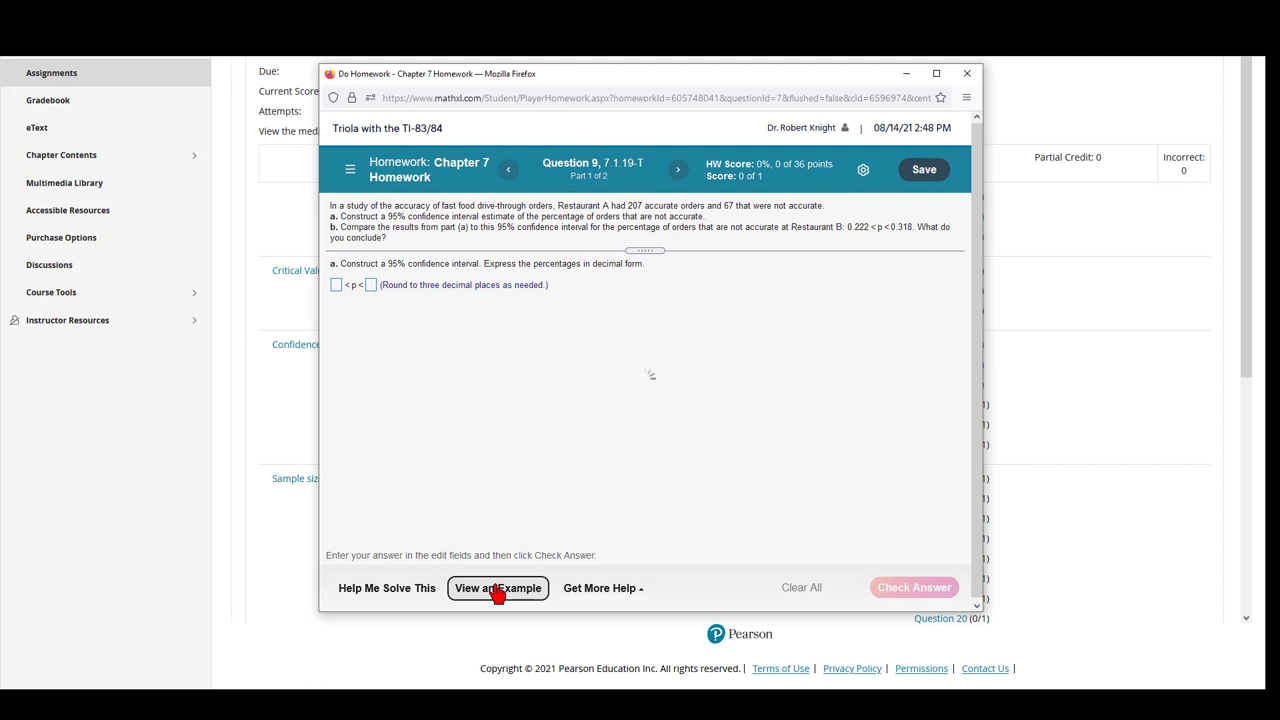 Assignments
Gradebook
eText
Chapter Contents
Multimedia Library
Accessible Resources
Purchase Options
Discussions
Course Tools
Instructor Resources
Due:
Current Score
Attempts:
View the med
Critical Val
Confidence
Sample siz
Do Homework - Chapter 7 Homework — Mozilla Firefox
https://www.mathxl.com/Student/PlayerHomework.aspx?homeworkId=605748041&questionId=7&flushed=false&cId=6596974&cent
Triola with the TI-83/84
Dr. Robert Knight | 08/14/21 2:48 PM
Homework: Chapter 7 Homework
Question 9, 7.1.19-T
Part 1 of 2
HW Score: 0%, 0 of 36 points
Score: 0 of 1
Save
In a study of the accuracy of fast food drive-through orders, Restaurant A had 207 accurate orders and 67 that were not accurate.
a. Construct a 95% confidence interval estimate of the percentage of orders that are not accurate.
b. Compare the results from part (a) to this 95% confidence interval for the percentage of orders that are not accurate at Restaurant B: 0.222 <p<0.318. What do
you conclude?
a. Construct a 95% confidence interval. Express the percentages in decimal form.
<p< (Round to three decimal places as needed.)
Enter your answer in the edit fields and then click Check Answer.
Help Me Solve This
View an Example
Get More Help
Clear All
Check Answer
Partial Credit: 0
Incorrect:
0
1)
1)
1)
/1)
/1)
/1)
/1)
/1)
/1)
Question 20 (0/1)
Pearson
Copyright © 2021 Pearson Education Inc. All rights reserved. | Terms of Use | Privacy Policy | Permissions | Contact Us |